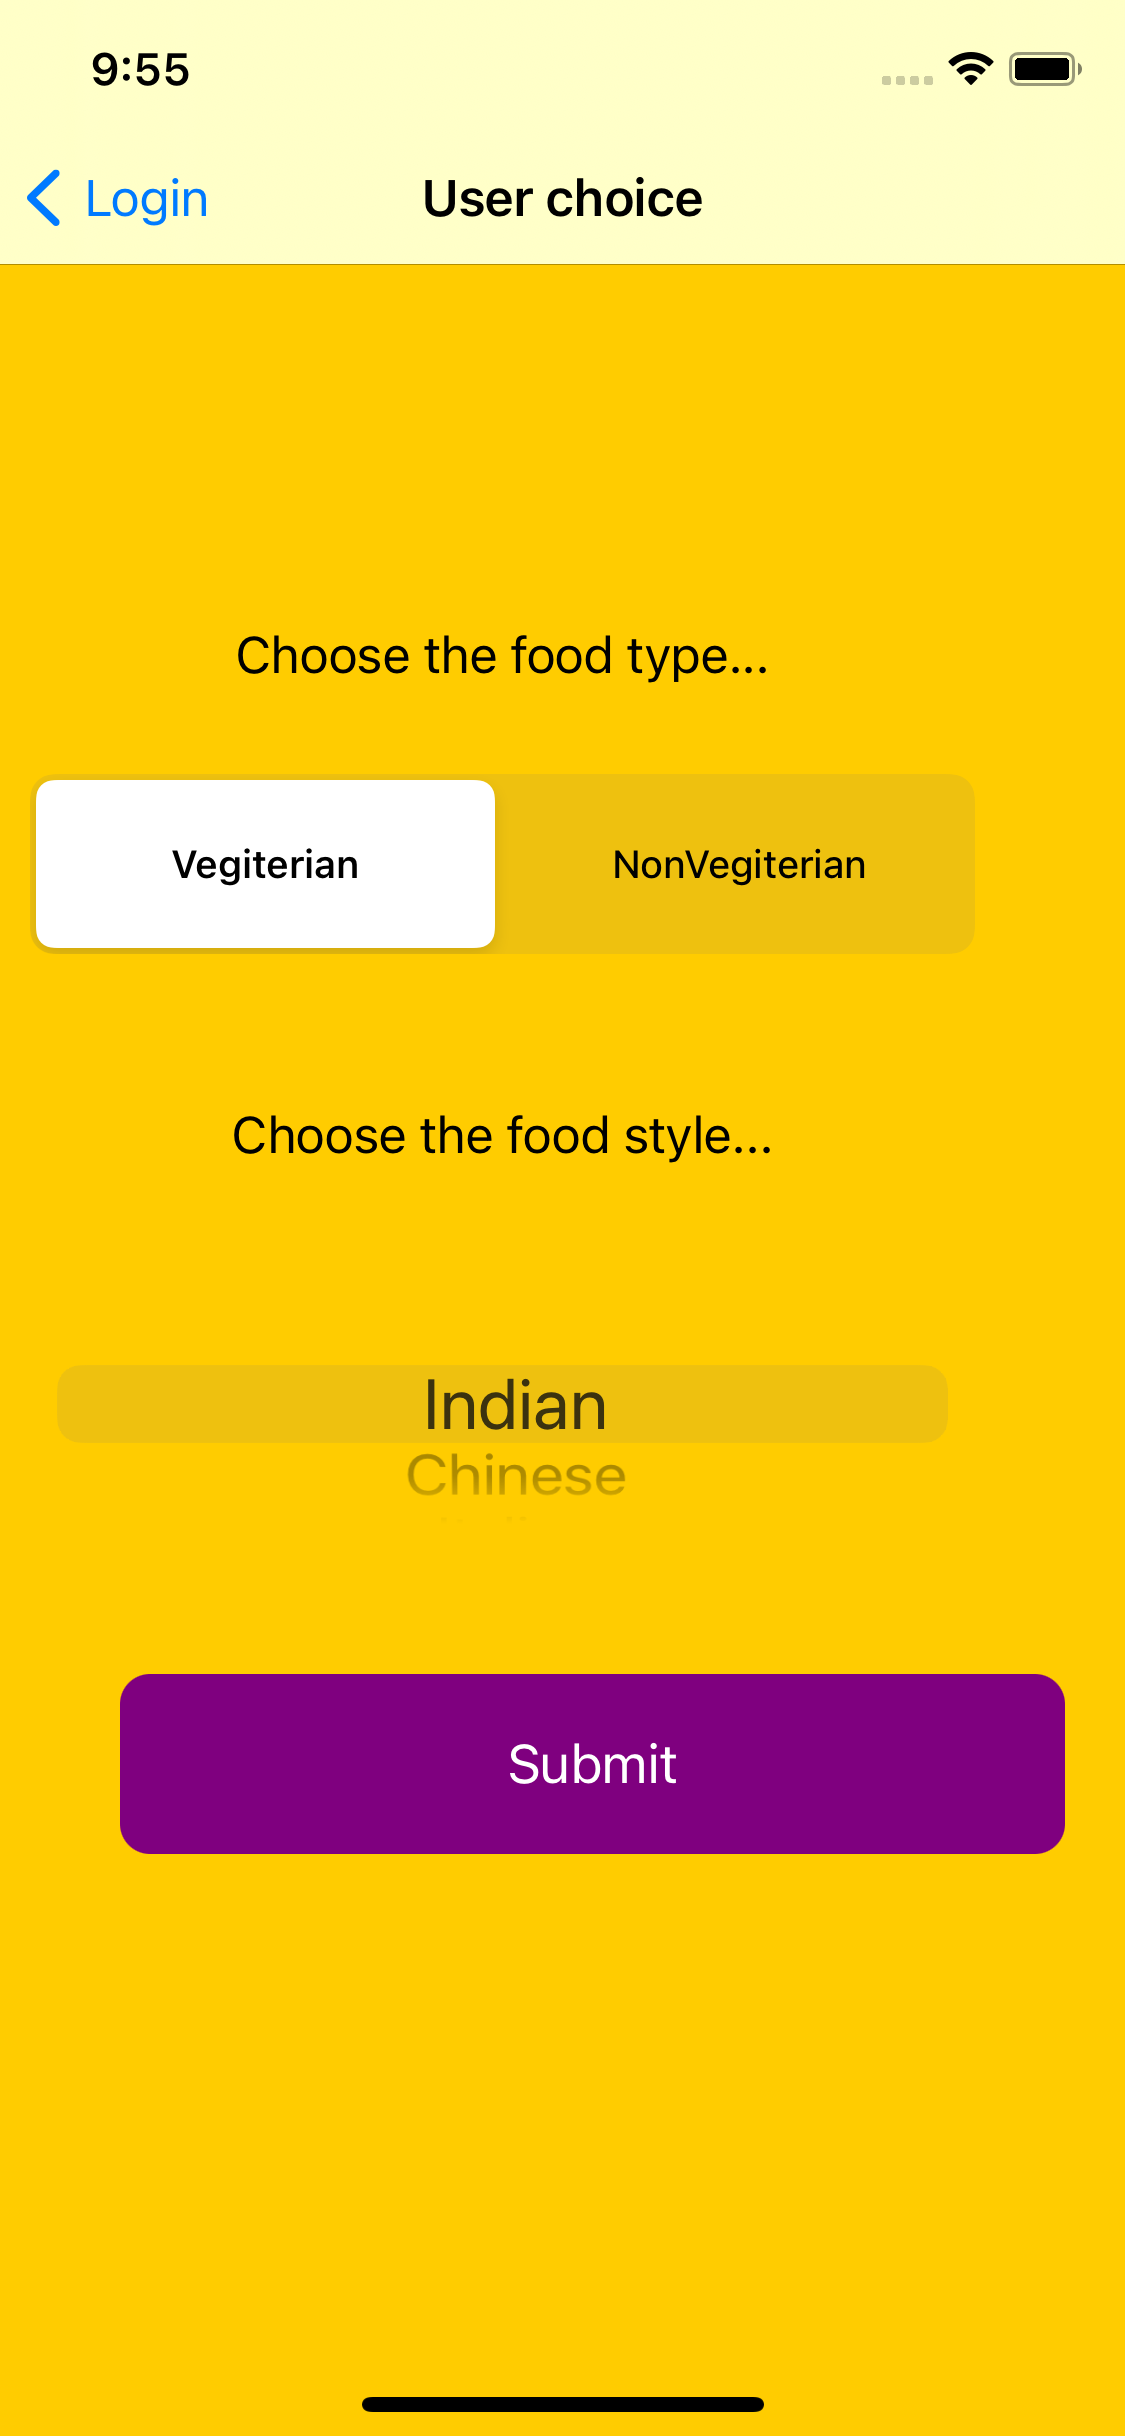 9:55
Login
User choice
Choose the food type...
Vegiterian
NonVegiterian
Choose the food style...
Indian
Chinese
Submit